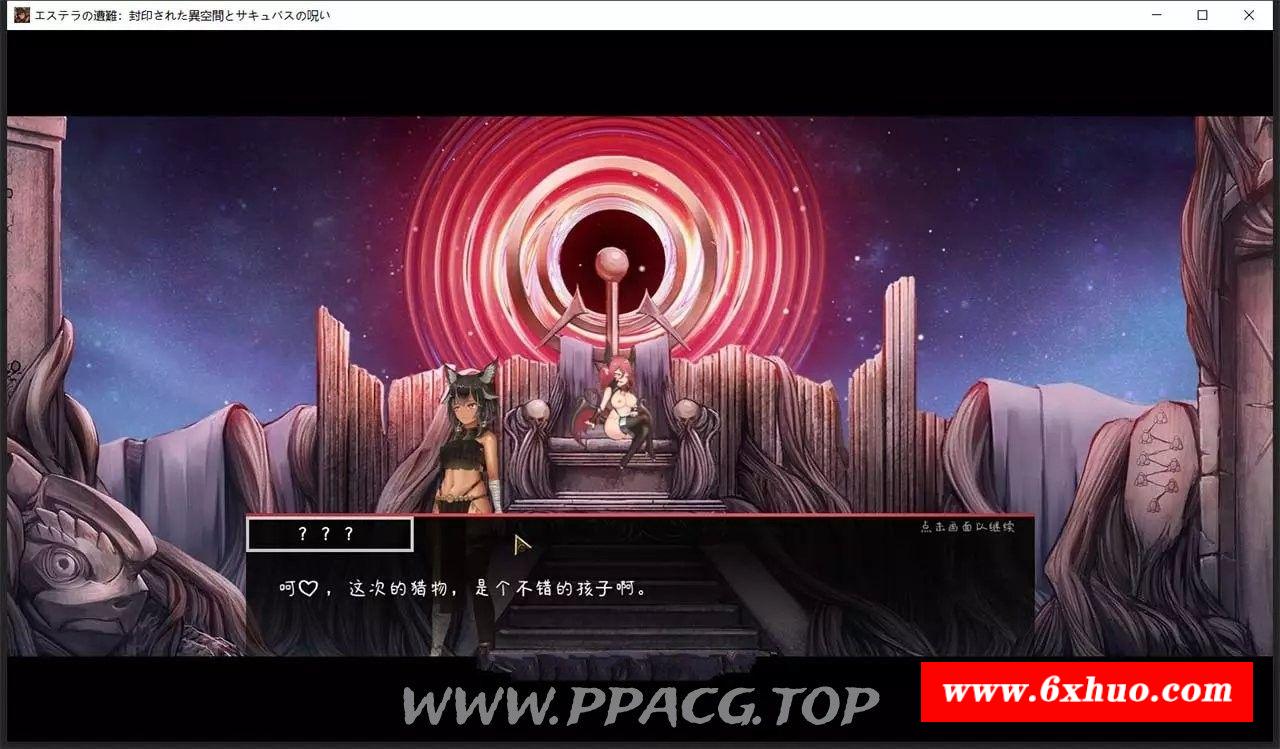 エステラの遭難：封印された異空間とサキュバスの呪い
？？？
点击画面以继续
呵♡，这次的猎物，是个不错的孩子啊。
WWW.PPACG.TOP
www.6xhuo.com